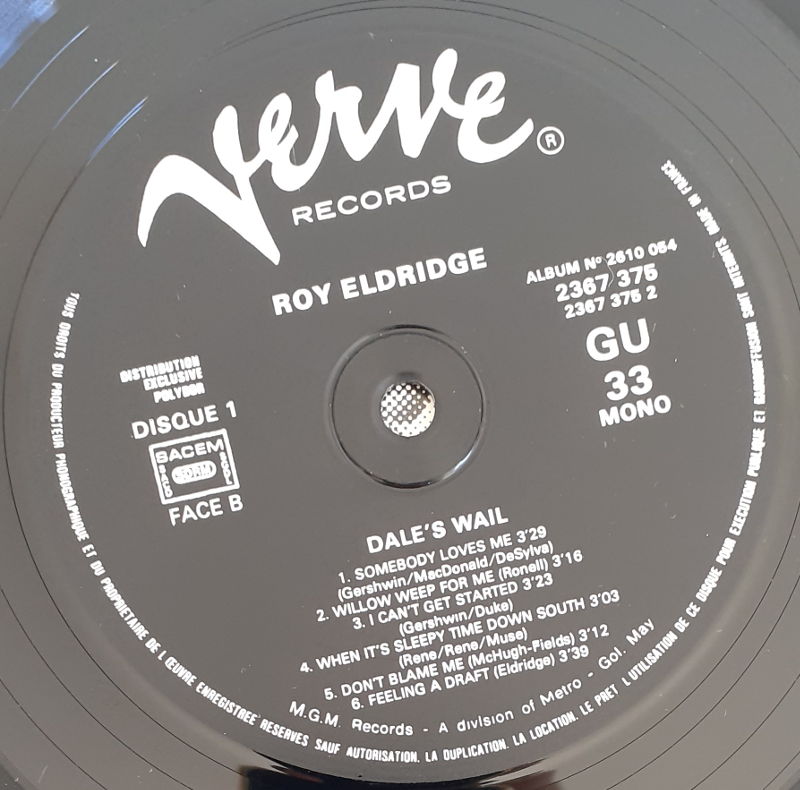 Verve ®
RECORDS
ROY ELDRIDGE
ALBUM Nº 2610 054
2367 375
2367 375 2
GU
33
MONO
DISTRIBUTION
EXCLUSIVE
POLYDOR
DISQUE 1
SACEM
SACD
SDRM
SGDL
FACE B
DALE'S WAIL
1. SOMEBODY LOVES ME 3'29
(Gershwin/MacDonald/DeSylva)
2. WILLOW WEEP FOR ME (Ronell) 3'16
3. I CAN'T GET STARTED 3'23
(Gershwin/Duke)
4. WHEN IT'S SLEEPY TIME DOWN SOUTH 3'03
(Rene/Rene/Muse)
5. DON'T BLAME ME (McHugh-Fields) 3'12
6. FEELING A DRAFT (Eldridge) 3'39
M.G.M. Records - A division of Metro - Gol. May
TOUS DROITS DU PRODUCTEUR PHONOGRAPHIQUE ET DU PROPRIETAIRE DE L'ŒUVRE ENREGISTREE RESERVES SAUF AUTORISATION. LA DUPLICATION. LA LOCATION. LE PRET L'UTILISATION DE CE DISQUE POUR EXECUTION PUBLIQUE ET RADIODIFFUSION SONT INTERDITS MADE IN FRANCE